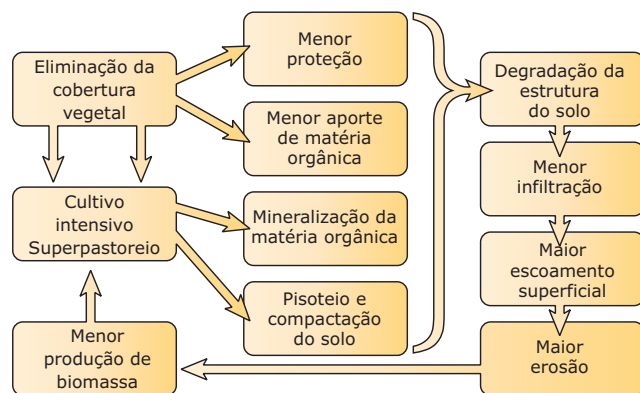 Eliminação da
cobertura
vegetal
Menor
proteção
Menor aporte
de matéria
orgânica
Cultivo
intensivo
Superpastoreio
Mineralização da
matéria orgânica
Pisoteio e
compactação
do solo
Degradação da
estrutura
do solo
Menor
infiltração
Maior
escoamento
superficial
Maior
erosão
Menor
produção de
biomassa